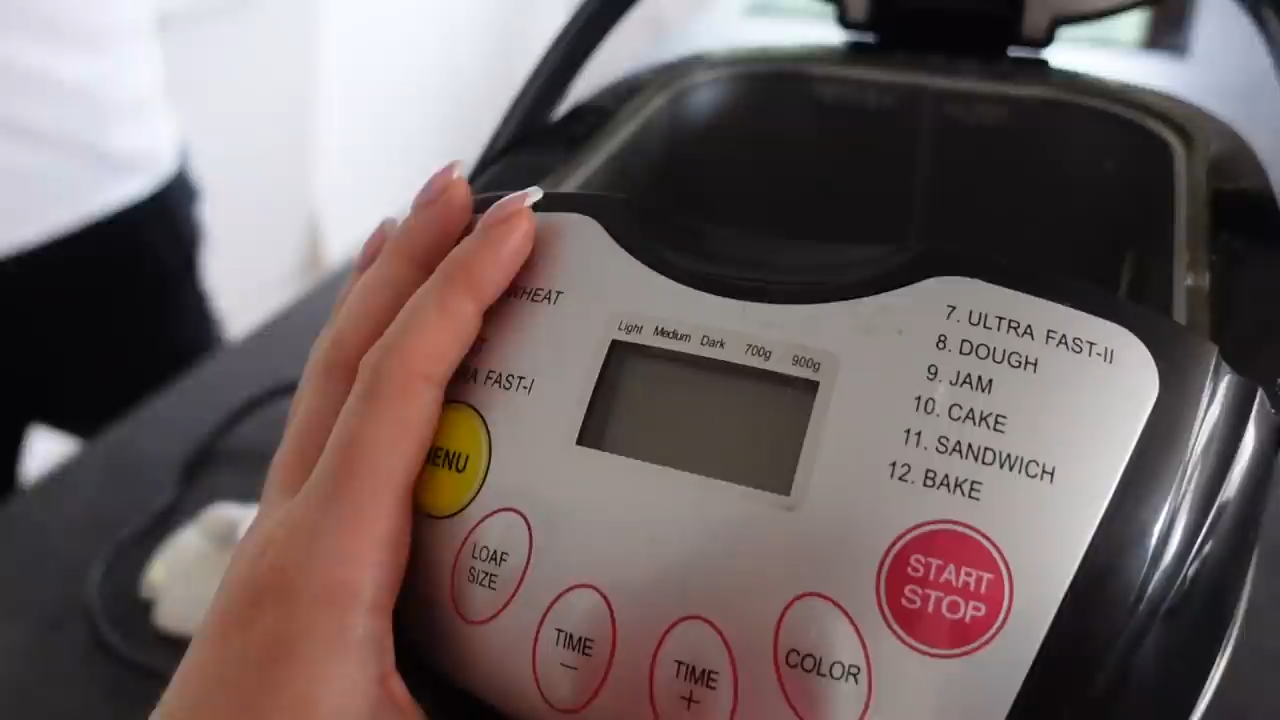 WHEAT
FAST-I
Light Medium Dark 700g 900g
7. ULTRA FAST-II
8. DOUGH
9. JAM
10. CAKE
11. SANDWICH
12. BAKE
MENU
LOAF
SIZE
TIME
−
TIME
+
COLOR
START
STOP